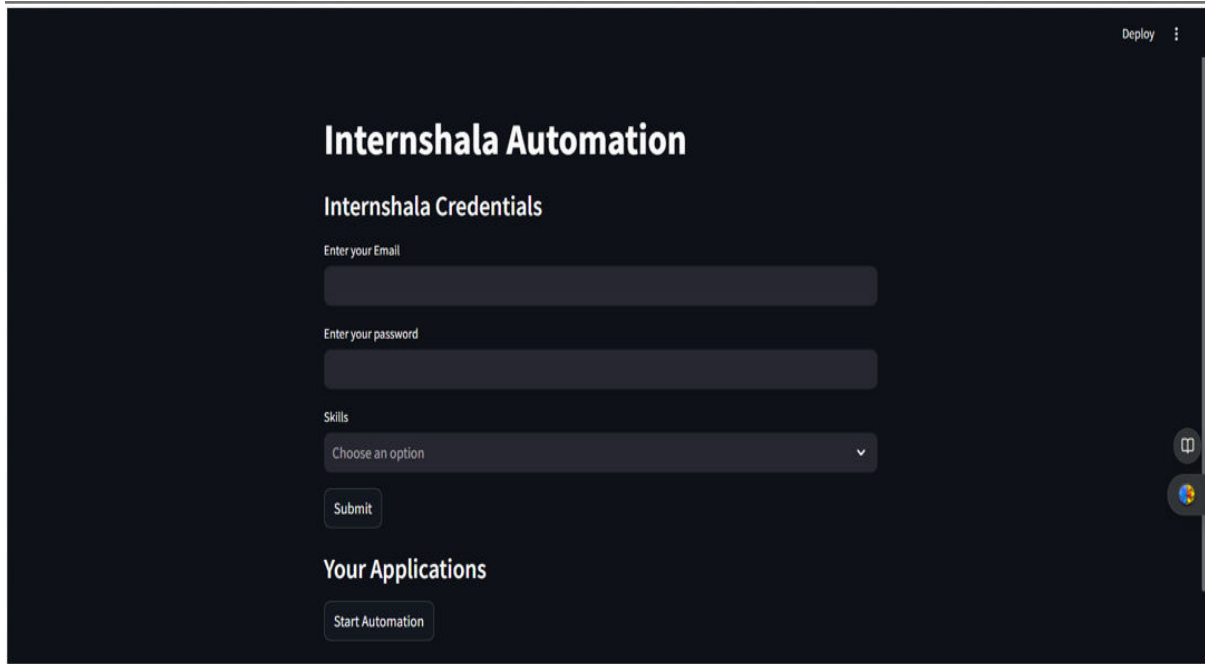 Deploy
Internshala Automation
Internshala Credentials
Enter your Email
Enter your password
Skills
Choose an option
Submit
Your Applications
Start Automation